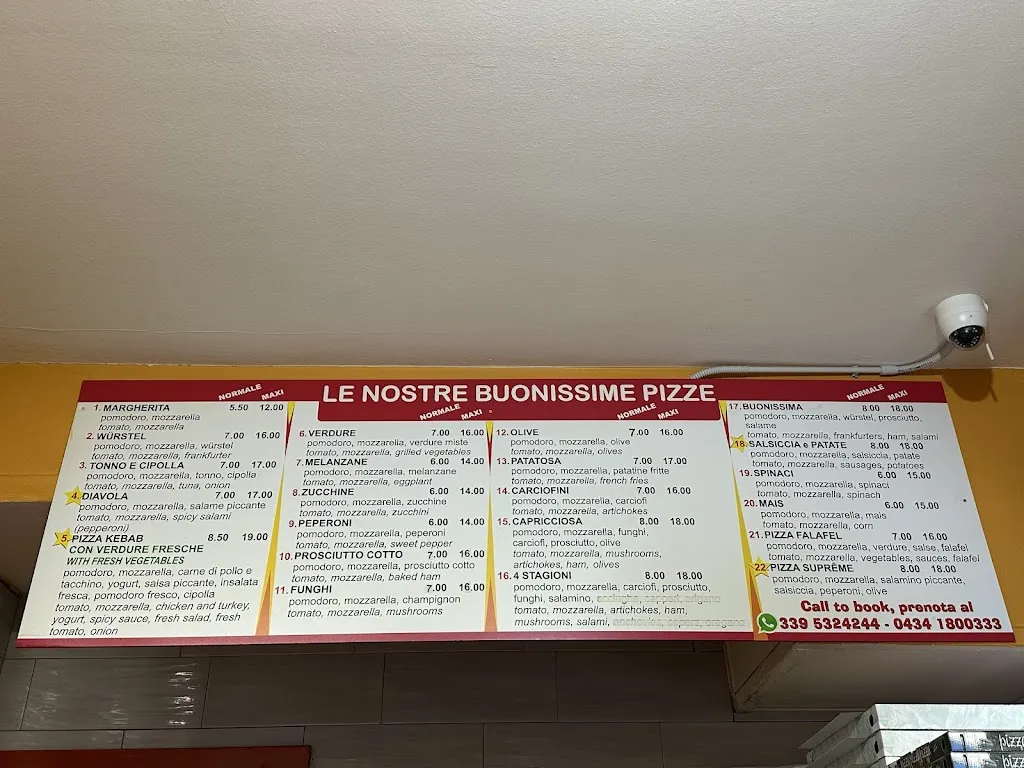 LE NOSTRE BUONISSIME PIZZE
NORMALE MAXI
1. MARGHERITA 5.50 12.00
pomodoro, mozzarella
tomato, mozzarella
2. WÜRSTEL 7.00 16.00
pomodoro, mozzarella, würstel
tomato, mozzarella, frankfurter
3. TONNO E CIPOLLA 7.00 17.00
pomodoro, mozzarella, tonno, cipolla
tomato, mozzarella, tuna, onion
4. DIAVOLA 7.00 17.00
pomodoro, mozzarella, salame piccante
tomato, mozzarella, spicy salami
(pepperoni)
5. PIZZA KEBAB 8.50 19.00
CON VERDURE FRESCHE
WITH FRESH VEGETABLES
pomodoro, mozzarella, carne di pollo e
tacchino, yogurt, salsa piccante, insalata
fresca, pomodoro fresco, cipolla
tomato, mozzarella, chicken and turkey,
yogurt, spicy sauce, fresh salad, fresh
tomato, onion
NORMALE MAXI
6. VERDURE 7.00 16.00
pomodoro, mozzarella, verdure miste
tomato, mozzarella, grilled vegetables
7. MELANZANE 6.00 14.00
pomodoro, mozzarella, melanzane
tomato, mozzarella, eggplant
8. ZUCCHINE 6.00 14.00
pomodoro, mozzarella, zucchine
tomato, mozzarella, zucchini
9. PEPERONI 6.00 14.00
pomodoro, mozzarella, peperoni
tomato, mozzarella, sweet pepper
10. PROSCIUTTO COTTO 7.00 16.00
pomodoro, mozzarella, prosciutto cotto
tomato, mozzarella, baked ham
11. FUNGHI 7.00 16.00
pomodoro, mozzarella, champignon
tomato, mozzarella, mushrooms
NORMALE MAXI
12. OLIVE 7.00 16.00
pomodoro, mozzarella, olive
tomato, mozzarella, olives
13. PATATOSA 7.00 17.00
pomodoro, mozzarella, patatine fritte
tomato, mozzarella, french fries
14. CARCIOFINI 7.00 16.00
pomodoro, mozzarella, carciofi
tomato, mozzarella, artichokes
15. CAPRICCIOSA 8.00 18.00
pomodoro, mozzarella, funghi,
carciofi, prosciutto, olive
tomato, mozzarella, mushrooms,
artichokes, ham, olives
16. 4 STAGIONI 8.00 18.00
pomodoro, mozzarella, carciofi, prosciutto,
funghi, salamino, acciughe, capperi, origano
tomato, mozzarella, artichokes, ham,
mushrooms, salami, anchovies, capers, oregano
NORMALE MAXI
17. BUONISSIMA 8.00 18.00
pomodoro, mozzarella, würstel, prosciutto,
salame
tomato, mozzarella, frankfurters, ham, salami
18. SALSICCIA e PATATE 8.00 18.00
pomodoro, mozzarella, salsiccia, patate
tomato, mozzarella, sausages, potatoes
19. SPINACI 6.00 15.00
pomodoro, mozzarella, spinaci
tomato, mozzarella, spinach
20. MAIS 6.00 15.00
pomodoro, mozzarella, mais
tomato, mozzarella, corn
21. PIZZA FALAFEL 7.00 16.00
pomodoro, mozzarella, verdure, salse, falafel
tomato, mozzarella, vegetables, sauces, falafel
22. PIZZA SUPRÊME 8.00 18.00
pomodoro, mozzarella, salamino piccante,
salsiccia, peperoni, olive
Call to book, prenota al
339 5324244 - 0434 1800333
pizz